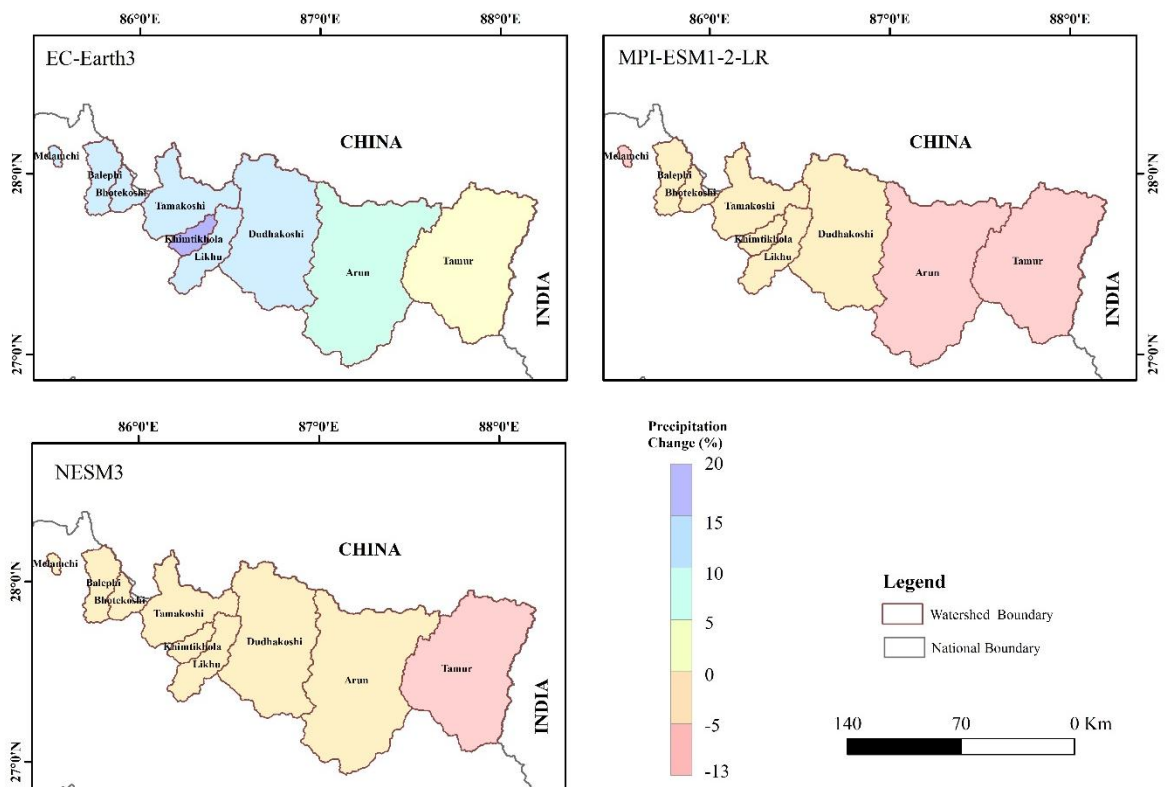 86°0'E 87°0'E 88°0'E
EC-Earth3
28°0'N
27°0'N
CHINA
INDIA
Melamchi
Balephi
Bhotekoshi
Tamakoshi
Khimtikhola
Likhu
Dudhakoshi
Arun
Tamur
86°0'E 87°0'E 88°0'E
MPI-ESM1-2-LR
28°0'N
27°0'N
CHINA
INDIA
Melamchi
Balephi
Bhotekoshi
Tamakoshi
Khimtikhola
Likhu
Dudhakoshi
Arun
Tamur
86°0'E 87°0'E 88°0'E
NESM3
28°0'N
27°0'N
CHINA
INDIA
Melamchi
Balephi
Bhotekoshi
Tamakoshi
Khimtikhola
Likhu
Dudhakoshi
Arun
Tamur
Precipitation
Change (%)
20
15
10
5
0
-5
-13
Legend
Watershed Boundary
National Boundary
140 70 0 Km